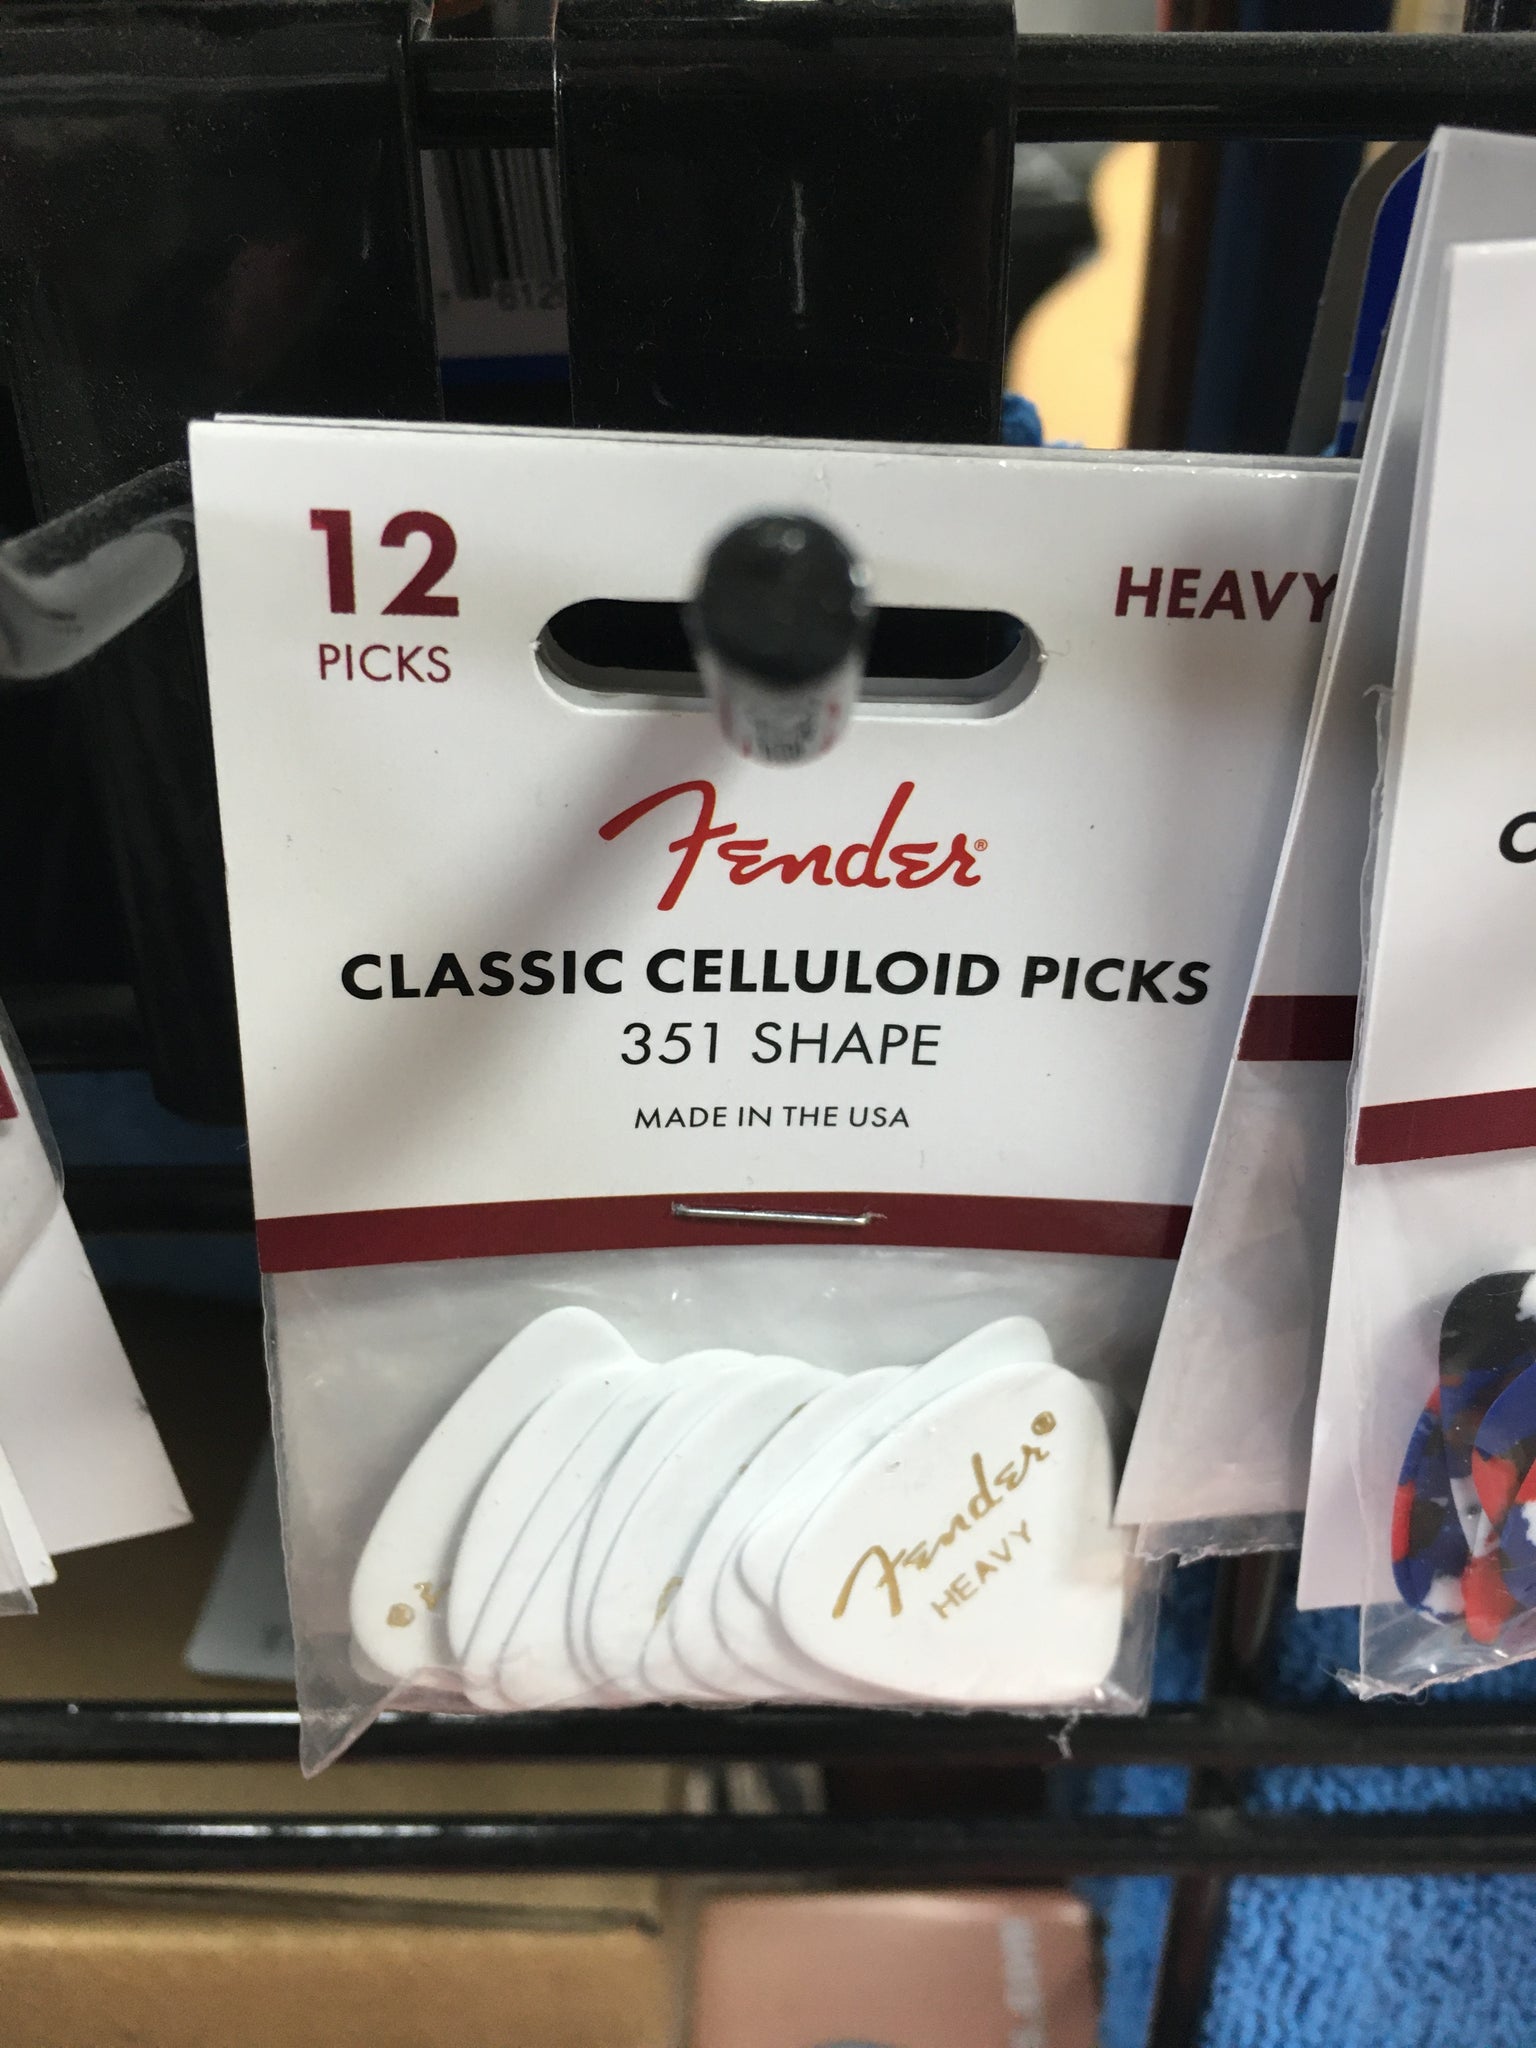 12
PICKS
HEAVY
Fender®
CLASSIC CELLULOID PICKS
351 SHAPE
MADE IN THE USA
Fender
HEAVY